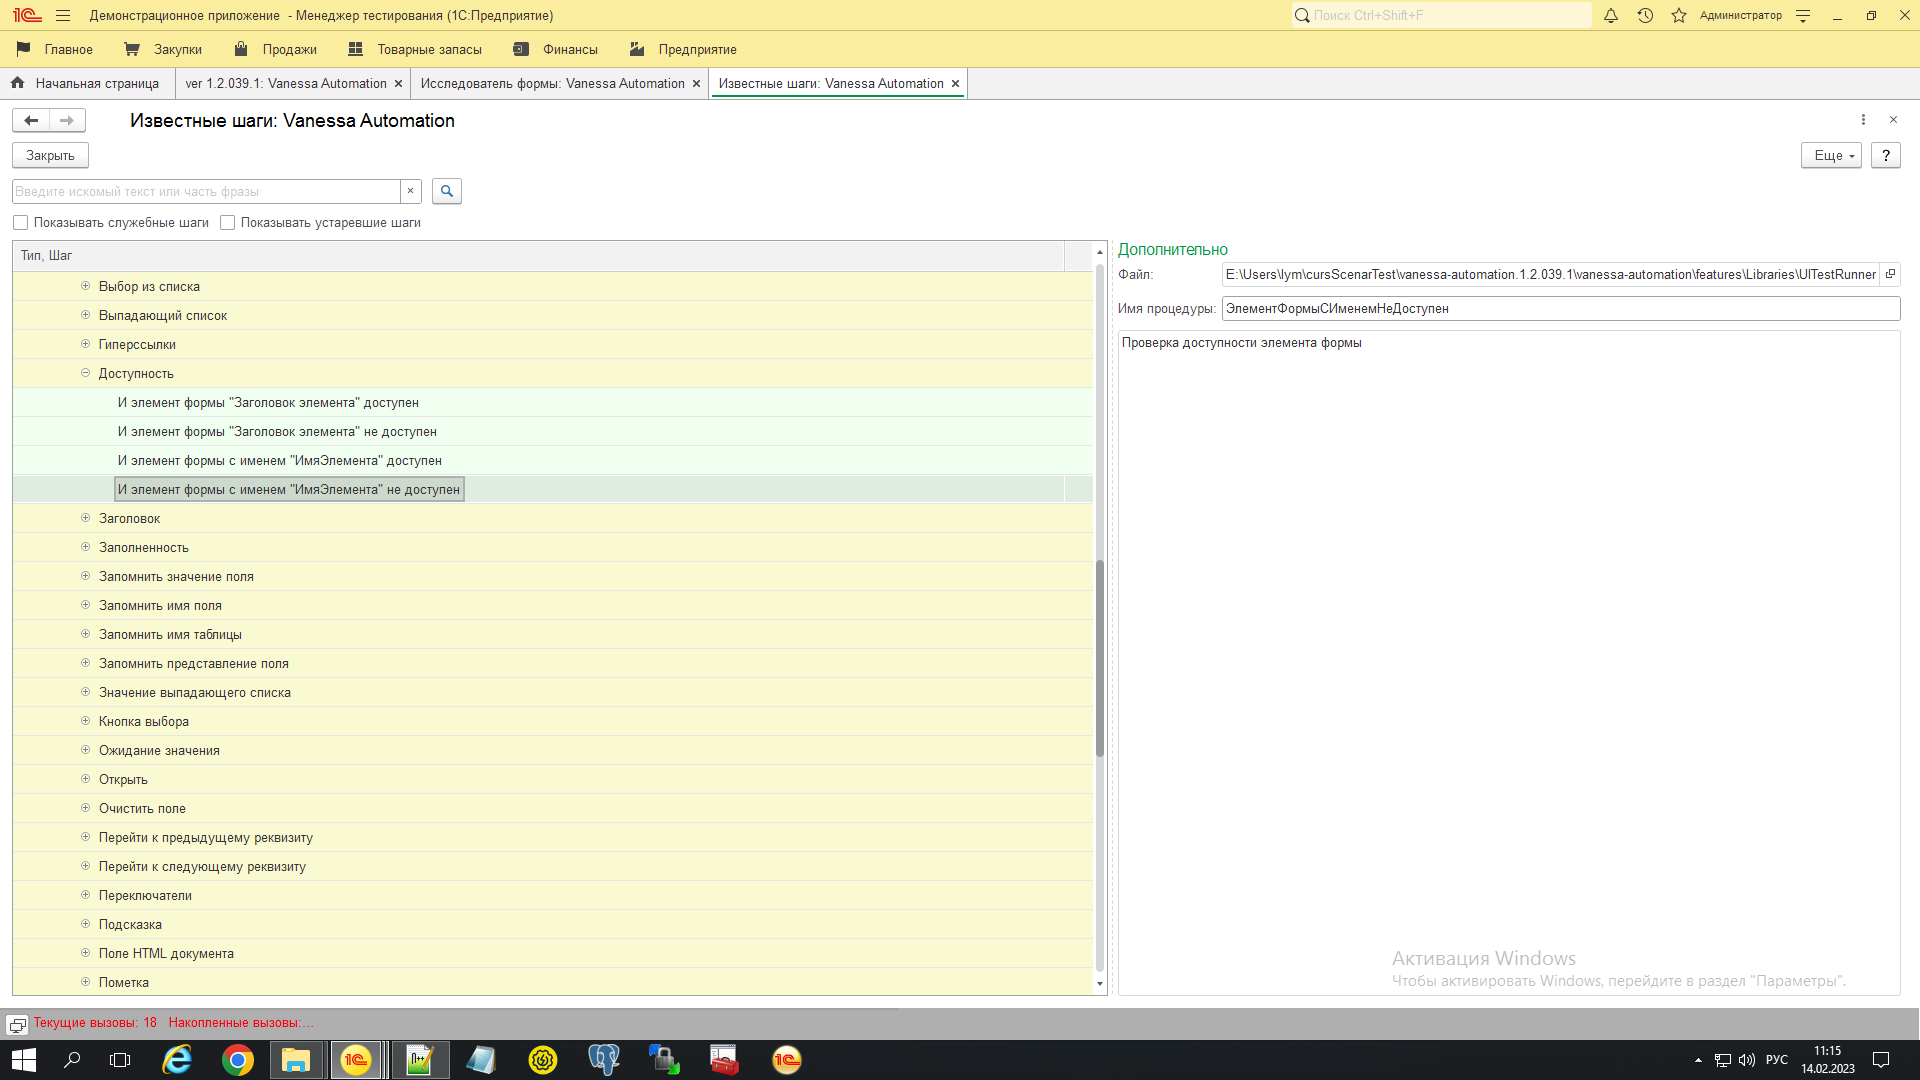 Демонстрационное приложение - Менеджер тестирования (1С:Предприятие)
Поиск Ctrl+Shift+F
Администратор
Главное
Закупки
Продажи
Товарные запасы
Финансы
Предприятие
Начальная страница
ver 1.2.039.1: Vanessa Automation
Исследователь формы: Vanessa Automation
Известные шаги: Vanessa Automation
Известные шаги: Vanessa Automation
Закрыть
Еще
?
Введите искомый текст или часть фразы
Показывать служебные шаги
Показывать устаревшие шаги
Тип, Шаг
Выбор из списка
Выпадающий список
Гиперссылки
Доступность
И элемент формы "Заголовок элемента" доступен
И элемент формы "Заголовок элемента" не доступен
И элемент формы с именем "ИмяЭлемента" доступен
И элемент формы с именем "ИмяЭлемента" не доступен
Заголовок
Заполненность
Запомнить значение поля
Запомнить имя поля
Запомнить имя таблицы
Запомнить представление поля
Значение выпадающего списка
Кнопка выбора
Ожидание значения
Открыть
Очистить поле
Перейти к предыдущему реквизиту
Перейти к следующему реквизиту
Переключатели
Подсказка
Поле HTML документа
Пометка
Дополнительно
Файл: E:\Users\lym\cursScenarTest\vanessa-automation.1.2.039.1\vanessa-automation\features\Libraries\UITestRunner
Имя процедуры: ЭлементФормыСИменемНеДоступен
Проверка доступности элемента формы
Активация Windows
Чтобы активировать Windows, перейдите в раздел "Параметры".
Текущие вызовы: 18 Накопленные вызовы:...
РУС
11:15
14.02.2023